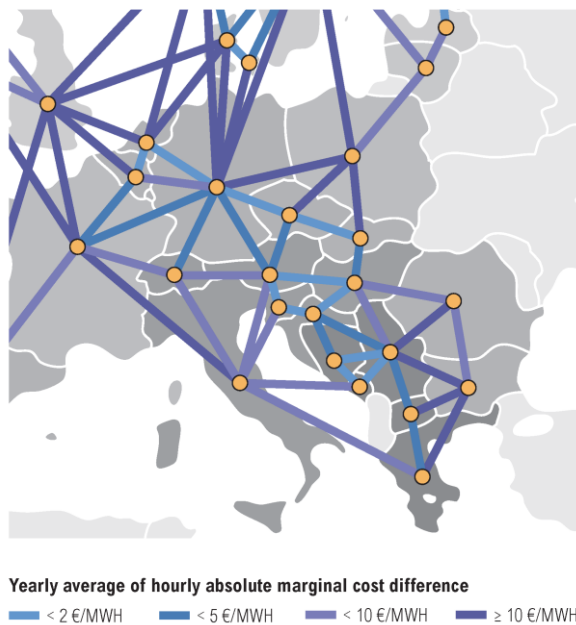 Yearly average of hourly absolute marginal cost difference
< 2 €/MWH < 5 €/MWH < 10 €/MWH ≥ 10 €/MWH